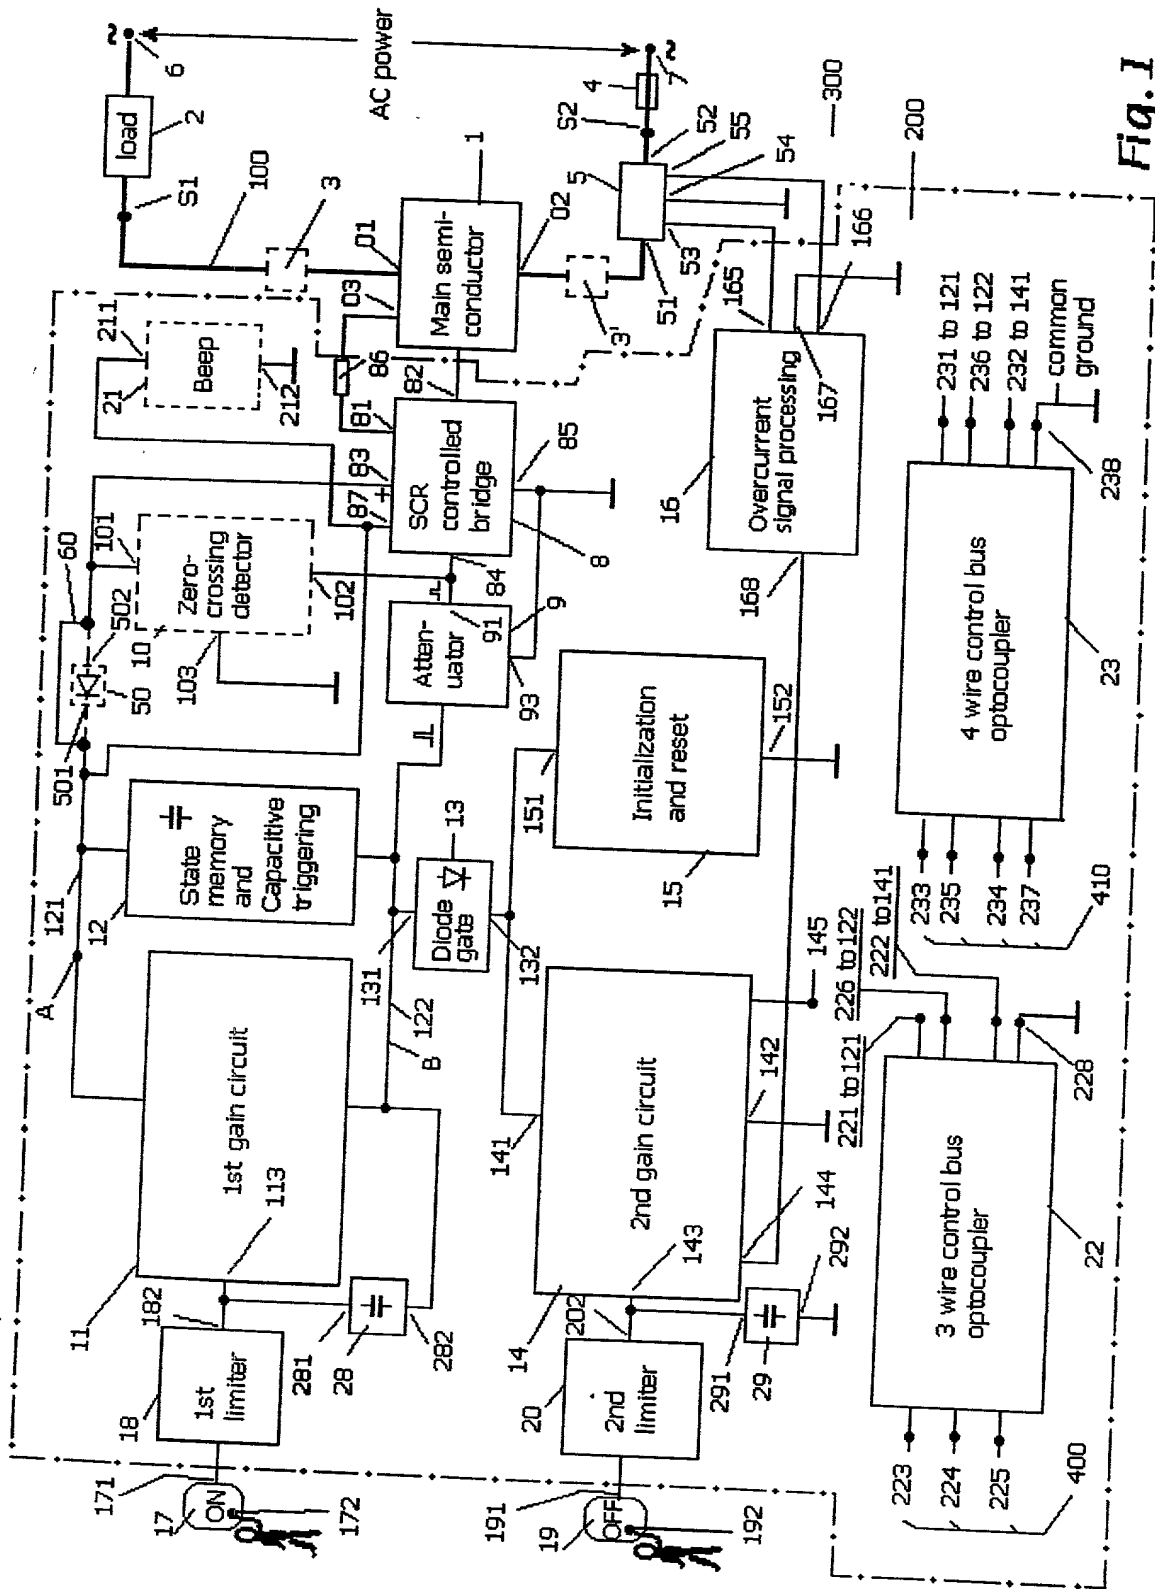 AC power
6
7
load
2
4
S1
S2
100
3
1
5
52
55
54
300
200
Fig. 1
01
02
03
Main semi-
conductor
3'
51
53
165
166
167
211
21
Beep
212
86
82
81
83
+
87
85
SCR
controlled
bridge
8
84
16
Overcurrent
signal processing
168
60
101
502
Zero-
crossing
detector
102
10
103
50
501
9
91
Atten-
uator
93
121
12
State
memory
and
Capacitive
triggering
13
131
Diode
gate
132
151
Initialization
and reset
15
152
A
122
B
11
1st gain circuit
113
182
18
1st
limiter
281
28
282
171
17
ON
172
141
145
142
2nd gain circuit
143
144
14
202
20
2nd
limiter
291
29
292
191
19
OFF
192
231 to 121
236 to 122
232 to 141
common
ground
238
4 wire control bus
optocoupler
23
233
235
234
237
410
221 to 121
226 to 122
222 to 141
228
3 wire control bus
optocoupler
22
223
224
225
400